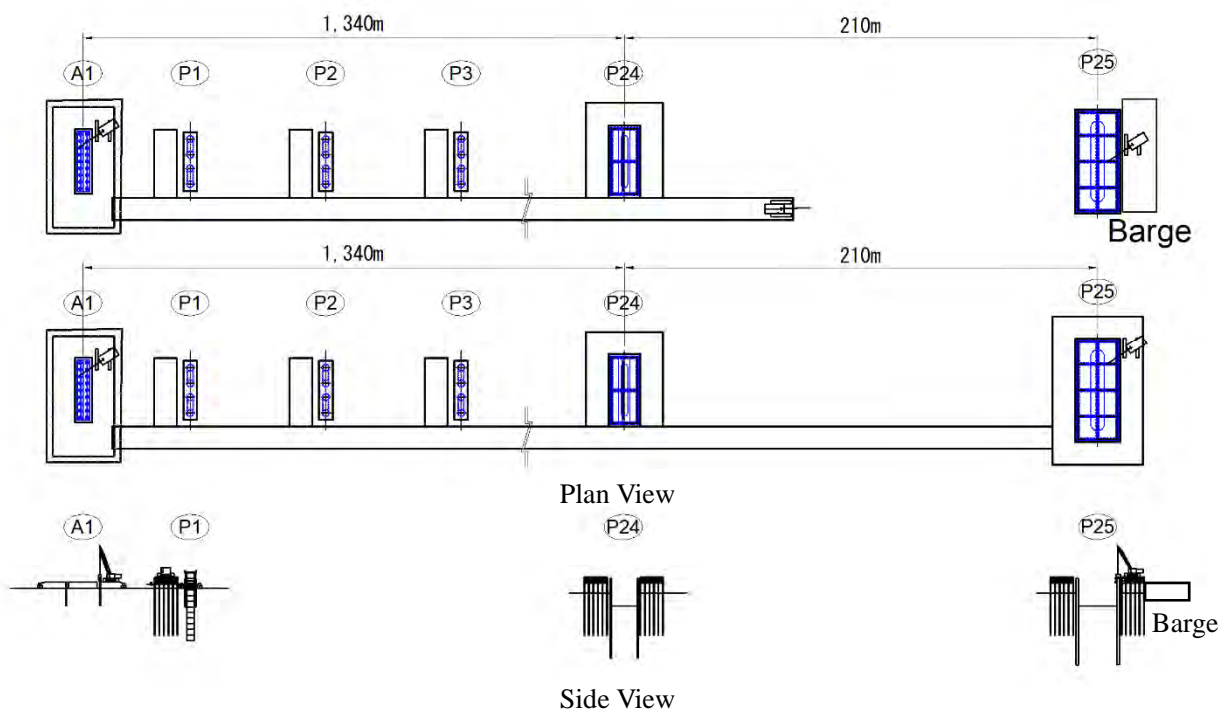 1,340m 210m
A1 P1 P2 P3 P24 P25
Barge
1,340m 210m
A1 P1 P2 P3 P24 P25
Plan View
A1 P1 P24 P25
Barge
Side View